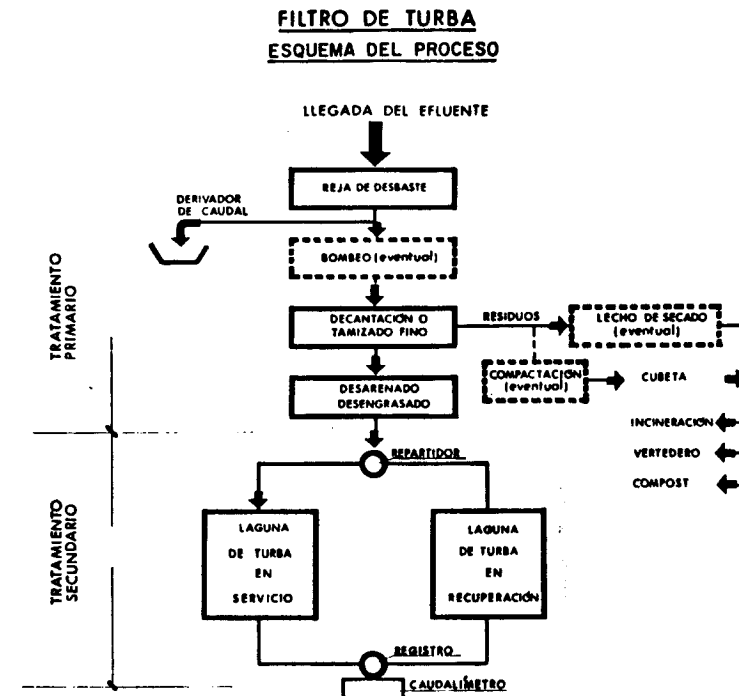 FILTRO DE TURBA
ESQUEMA DEL PROCESO
LLEGADA DEL EFLUENTE
REJA DE DESBASTE
DERIVADOR
DE CAUDAL
BOMBEO (eventual)
TRATAMIENTO
PRIMARIO
DECANTACIÓN O
TAMIZADO FINO
RESIDUOS
LECHO DE SECADO
(eventual)
COMPACTACIÓN
(eventual)
CUBETA
DESARENADO
DESENGRASADO
INCINERACIÓN
VERTEDERO
COMPOST
REPARTIDOR
TRATAMIENTO
SECUNDARIO
LAGUNA
DE TURBA
EN
SERVICIO
LAGUNA
DE TURBA
EN
RECUPERACIÓN
REGISTRO
CAUDALÍMETRO